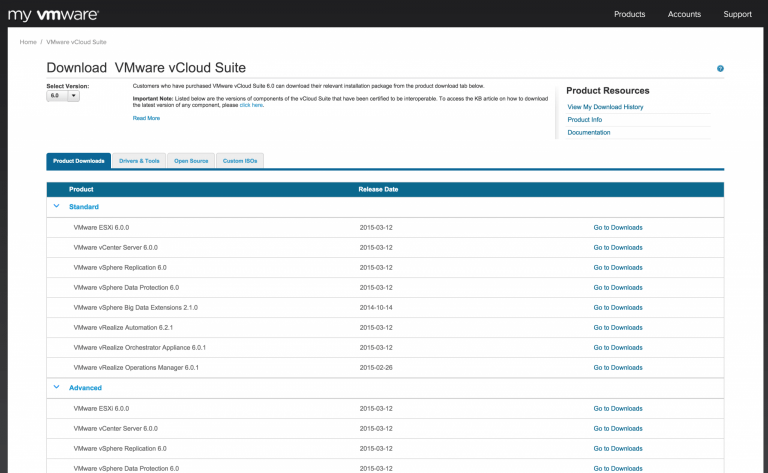 my vmware®
Products Accounts Support
Home / VMware vCloud Suite
Download VMware vCloud Suite
Select Version:
6.0
Customers who have purchased VMware vCloud Suite 6.0 can download their relevant installation package from the product download tab below.
Important Note: Listed below are the versions of components of the vCloud Suite that have been certified to be interoperable. To access the KB article on how to download
the latest version of any component, please click here.
Read More
?
Product Resources
View My Download History
Product Info
Documentation
Product Downloads Drivers & Tools Open Source Custom ISOs
Product Release Date
Standard
VMware ESXi 6.0.0 2015-03-12 Go to Downloads
VMware vCenter Server 6.0.0 2015-03-12 Go to Downloads
VMware vSphere Replication 6.0 2015-03-12 Go to Downloads
VMware vSphere Data Protection 6.0 2015-03-12 Go to Downloads
VMware vSphere Big Data Extensions 2.1.0 2014-10-14 Go to Downloads
VMware vRealize Automation 6.2.1 2015-03-12 Go to Downloads
VMware vRealize Orchestrator Appliance 6.0.1 2015-03-12 Go to Downloads
VMware vRealize Operations Manager 6.0.1 2015-02-26 Go to Downloads
Advanced
VMware ESXi 6.0.0 2015-03-12 Go to Downloads
VMware vCenter Server 6.0.0 2015-03-12 Go to Downloads
VMware vSphere Replication 6.0 2015-03-12 Go to Downloads
VMware vSphere Data Protection 6.0 2015-03-12 Go to Downloads